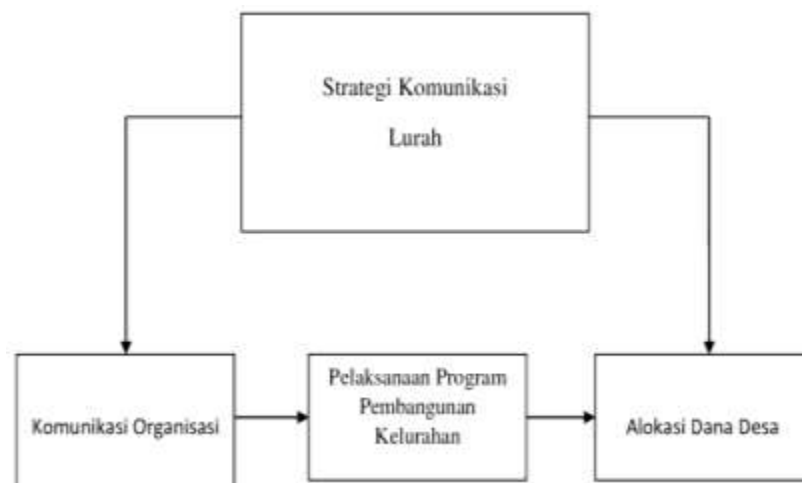 Strategi Komunikasi
Lurah
Komunikasi Organisasi
Pelaksanaan Program
Pembangunan
Kelurahan
Alokasi Dana Desa